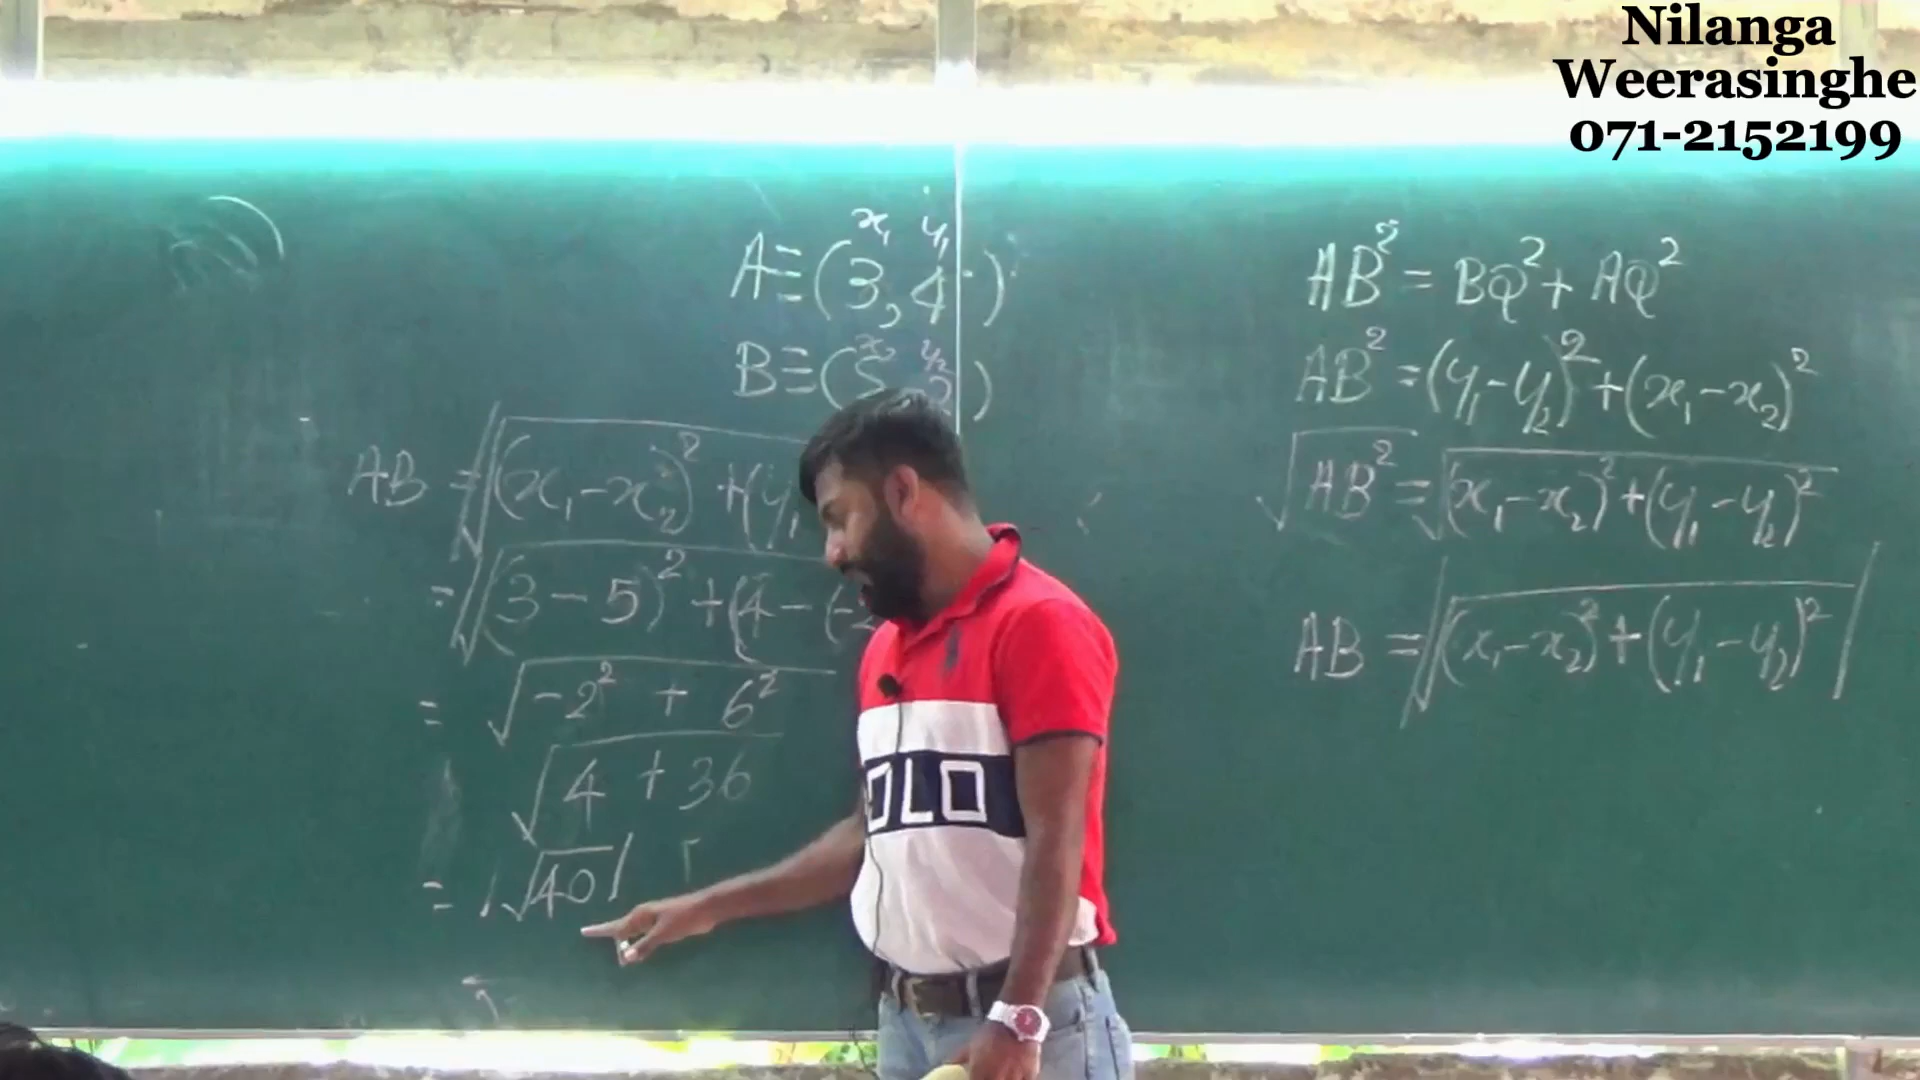 Nilanga
Weerasinghe
071-2152199
x₁ y₁
A≡(3,4)
B≡(5
AB =√(x₁-x₂)² +(y₁
=√(3-5)² +(4-(-2
= √-2² + 6²
√4 + 36
= |√40|
AB² = BQ² + AQ²
AB² =(y₁-y₂)²+(x₁-x₂)²
√AB² =√(x₁-x₂)²+(y₁-y₂)²
AB =|√(x₁-x₂)²+(y₁-y₂)²|
OLO